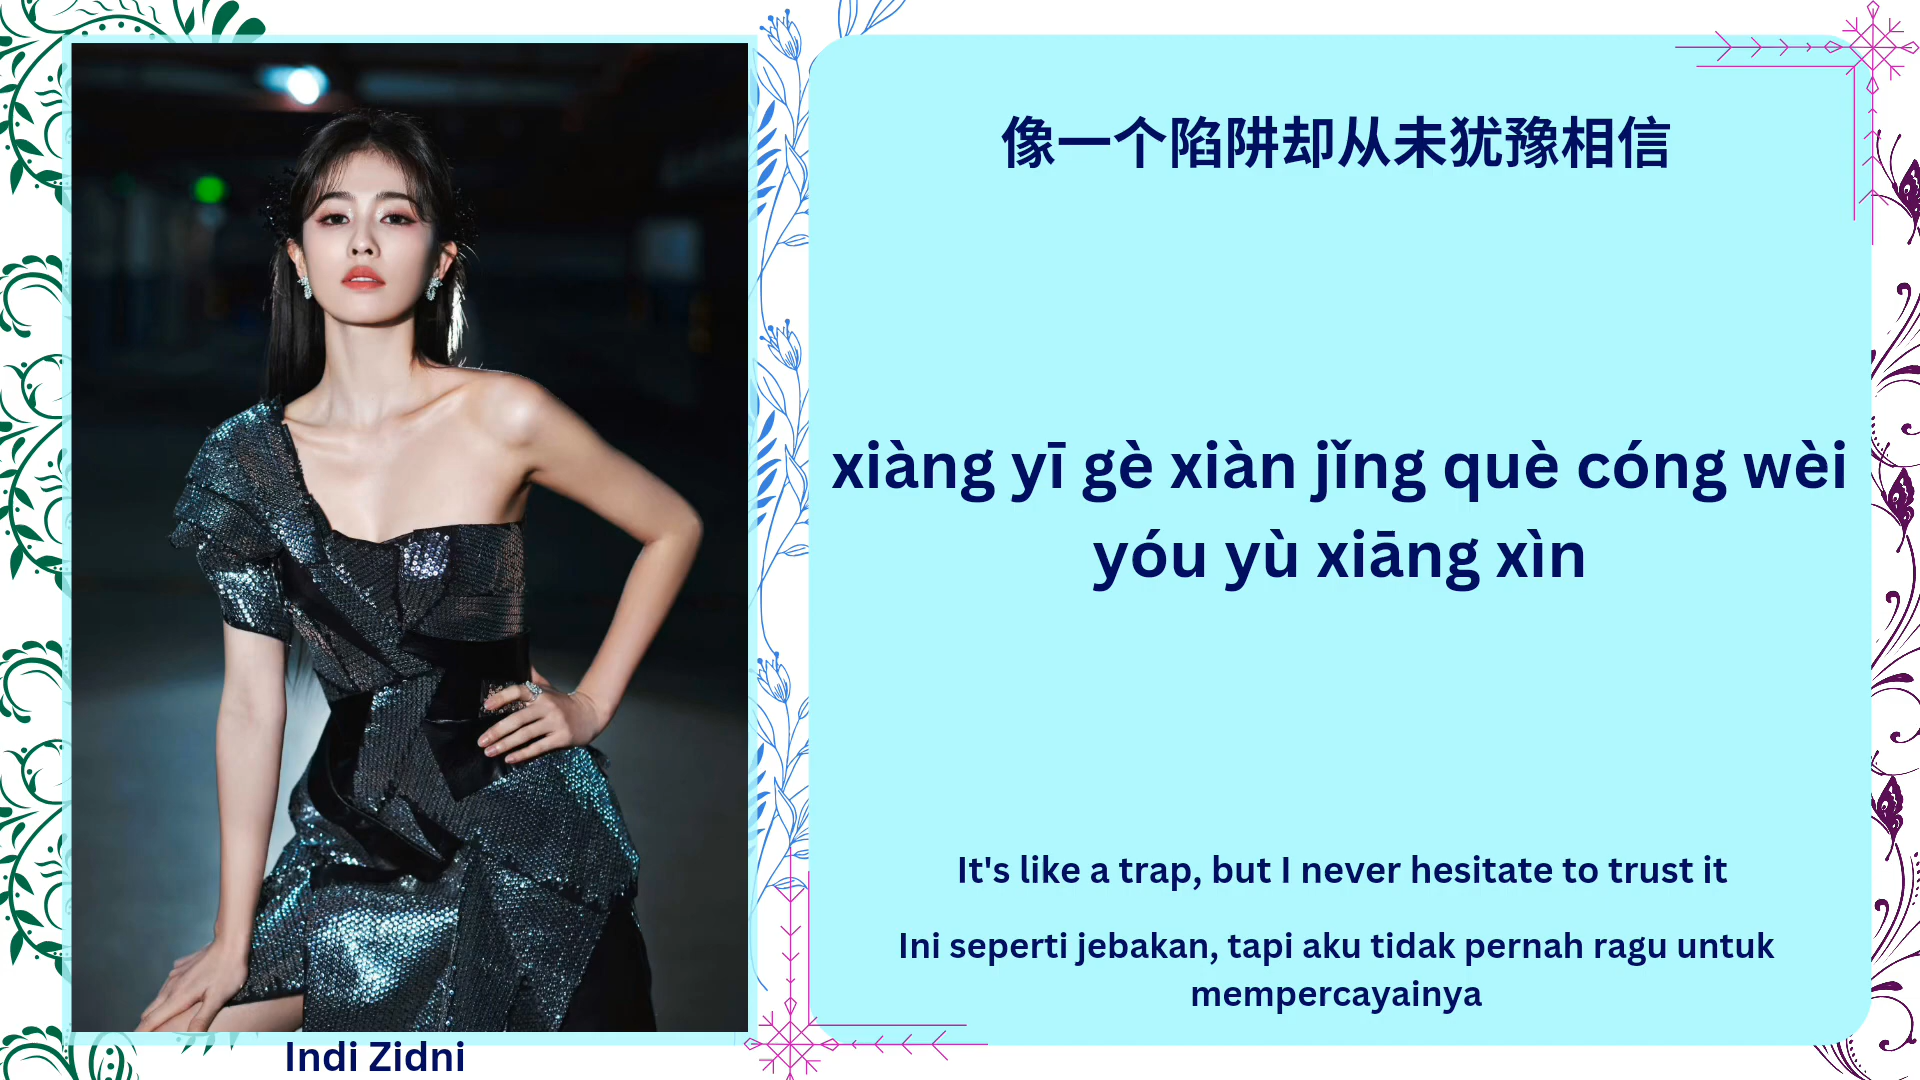 像一个陷阱却从未犹豫相信
xiàng yī gè xiàn jǐng què cóng wèi
yóu yù xiāng xìn
It's like a trap, but I never hesitate to trust it
Ini seperti jebakan, tapi aku tidak pernah ragu untuk
mempercayainya
Indi Zidni